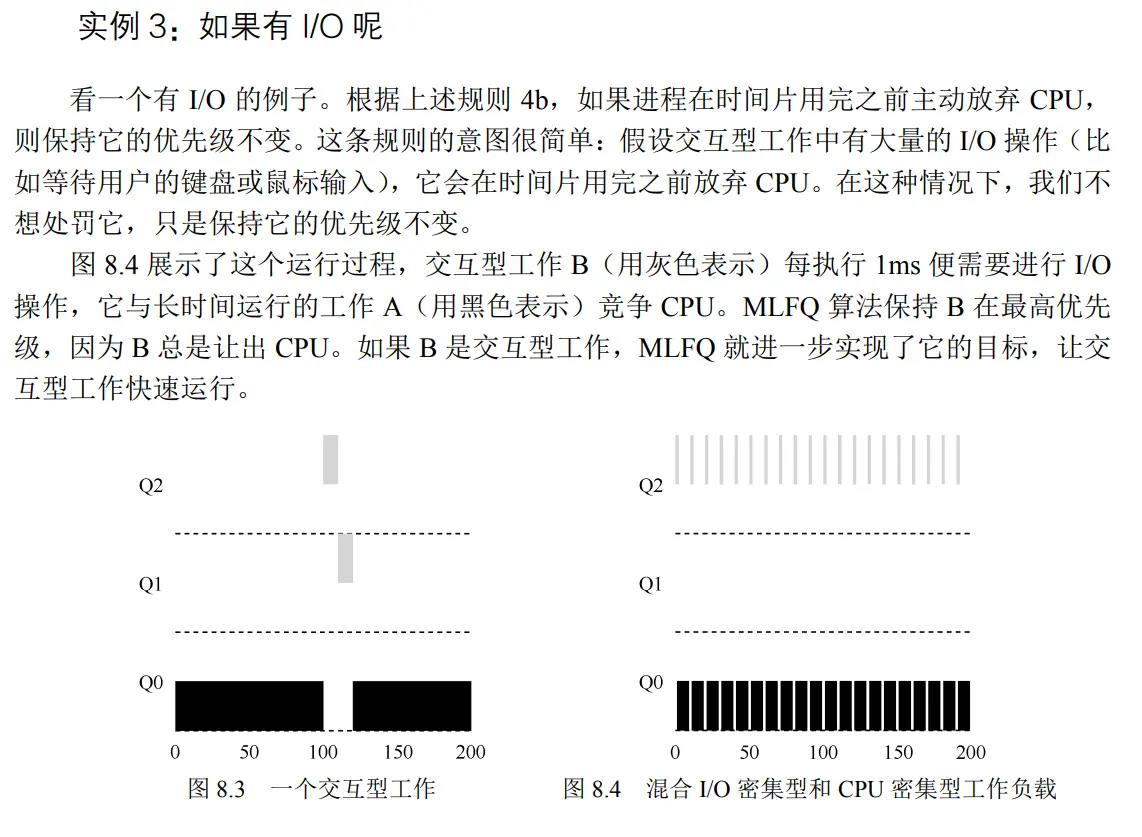 实例 3：如果有 I/O 呢
看一个有 I/O 的例子。根据上述规则 4b，如果进程在时间片用完之前主动放弃 CPU，
则保持它的优先级不变。这条规则的意图很简单：假设交互型工作中有大量的 I/O 操作（比
如等待用户的键盘或鼠标输入），它会在时间片用完之前放弃 CPU。在这种情况下，我们不
想处罚它，只是保持它的优先级不变。
图 8.4 展示了这个运行过程，交互型工作 B（用灰色表示）每执行 1ms 便需要进行 I/O
操作，它与长时间运行的工作 A（用黑色表示）竞争 CPU。MLFQ 算法保持 B 在最高优先
级，因为 B 总是让出 CPU。如果 B 是交互型工作，MLFQ 就进一步实现了它的目标，让交
互型工作快速运行。
Q2
Q1
Q0
0 50 100 150 200
图 8.3 一个交互型工作
Q2
Q1
Q0
0 50 100 150 200
图 8.4 混合 I/O 密集型和 CPU 密集型工作负载